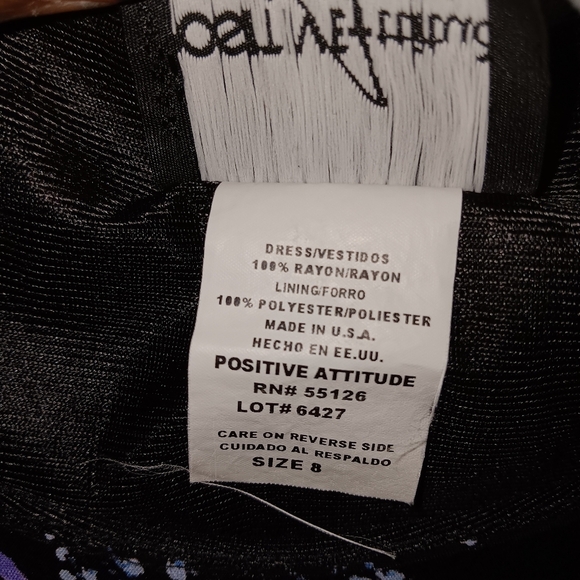 DRESS/VESTIDOS
100% RAYON/RAYON
LINING/FORRO
100% POLYESTER/POLIESTER
MADE IN U.S.A.
HECHO EN EE.UU.
POSITIVE ATTITUDE
RN# 55126
LOT# 6427
CARE ON REVERSE SIDE
CUIDADO AL RESPALDO
SIZE 8